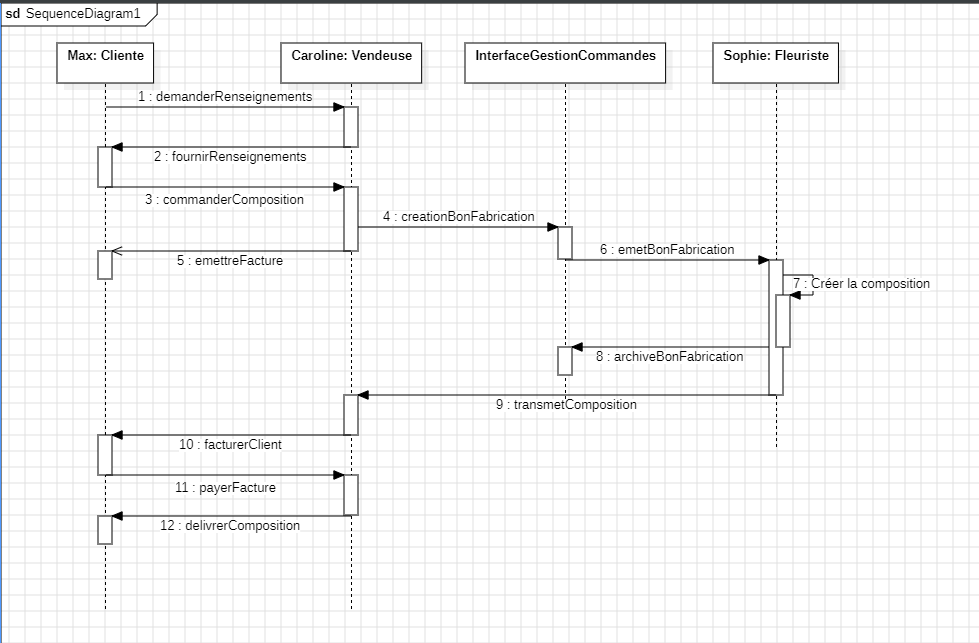 sd SequenceDiagram1
Max: Cliente
Caroline: Vendeuse
InterfaceGestionCommandes
Sophie: Fleuriste
1 : demanderRenseignements
2 : fournirRenseignements
3 : commanderComposition
4 : creationBonFabrication
5 : emettreFacture
6 : emetBonFabrication
7 : Créer la composition
8 : archiveBonFabrication
9 : transmetComposition
10 : facturerClient
11 : payerFacture
12 : delivrerComposition